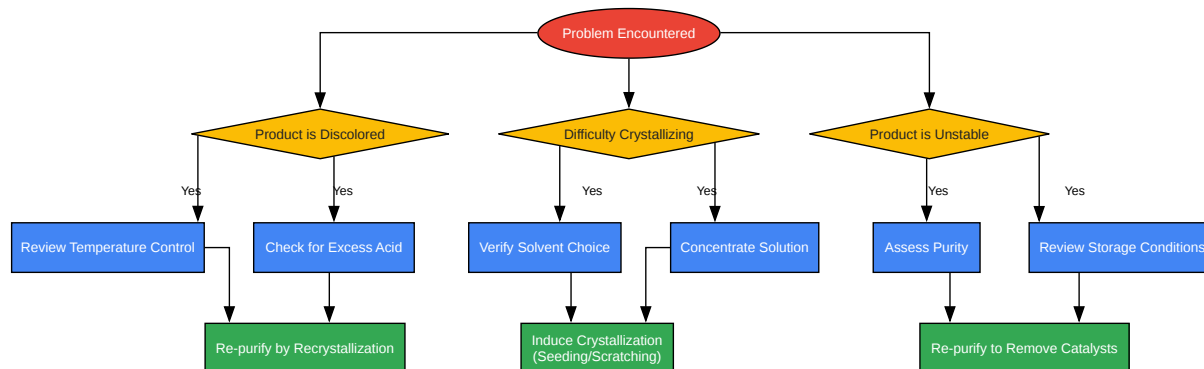 Problem Encountered
Product is Discolored
Difficulty Crystallizing
Product is Unstable
Yes
Yes
Yes
Yes
Yes
Yes
Review Temperature Control
Check for Excess Acid
Verify Solvent Choice
Concentrate Solution
Assess Purity
Review Storage Conditions
Re-purify by Recrystallization
Induce Crystallization
(Seeding/Scratching)
Re-purify to Remove Catalysts